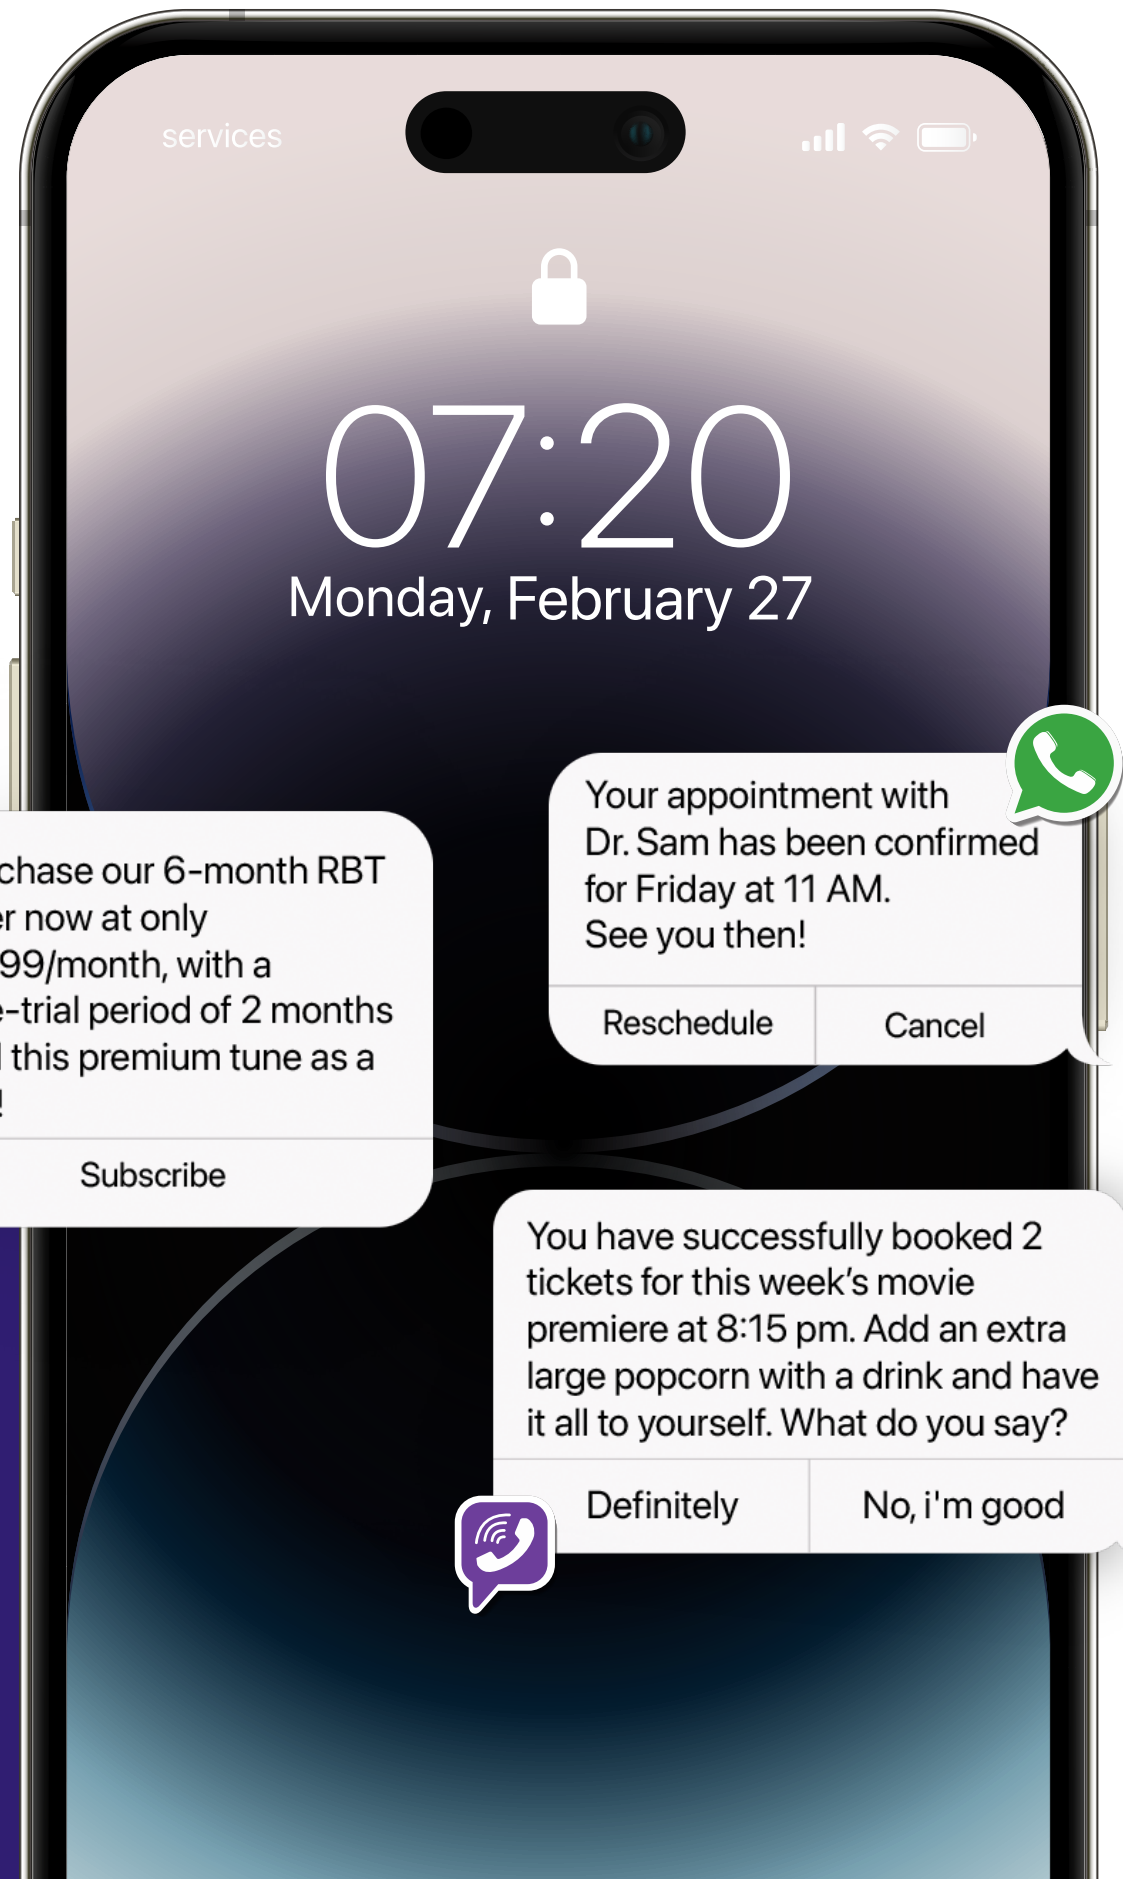 services
07:20
Monday, February 27
Your appointment with
Dr. Sam has been confirmed
for Friday at 11 AM.
See you then!
Reschedule
Cancel
chase our 6-month RBT
er now at only
99/month, with a
e-trial period of 2 months
this premium tune as a
!
Subscribe
You have successfully booked 2
tickets for this week’s movie
premiere at 8:15 pm. Add an extra
large popcorn with a drink and have
it all to yourself. What do you say?
Definitely
No, i'm good